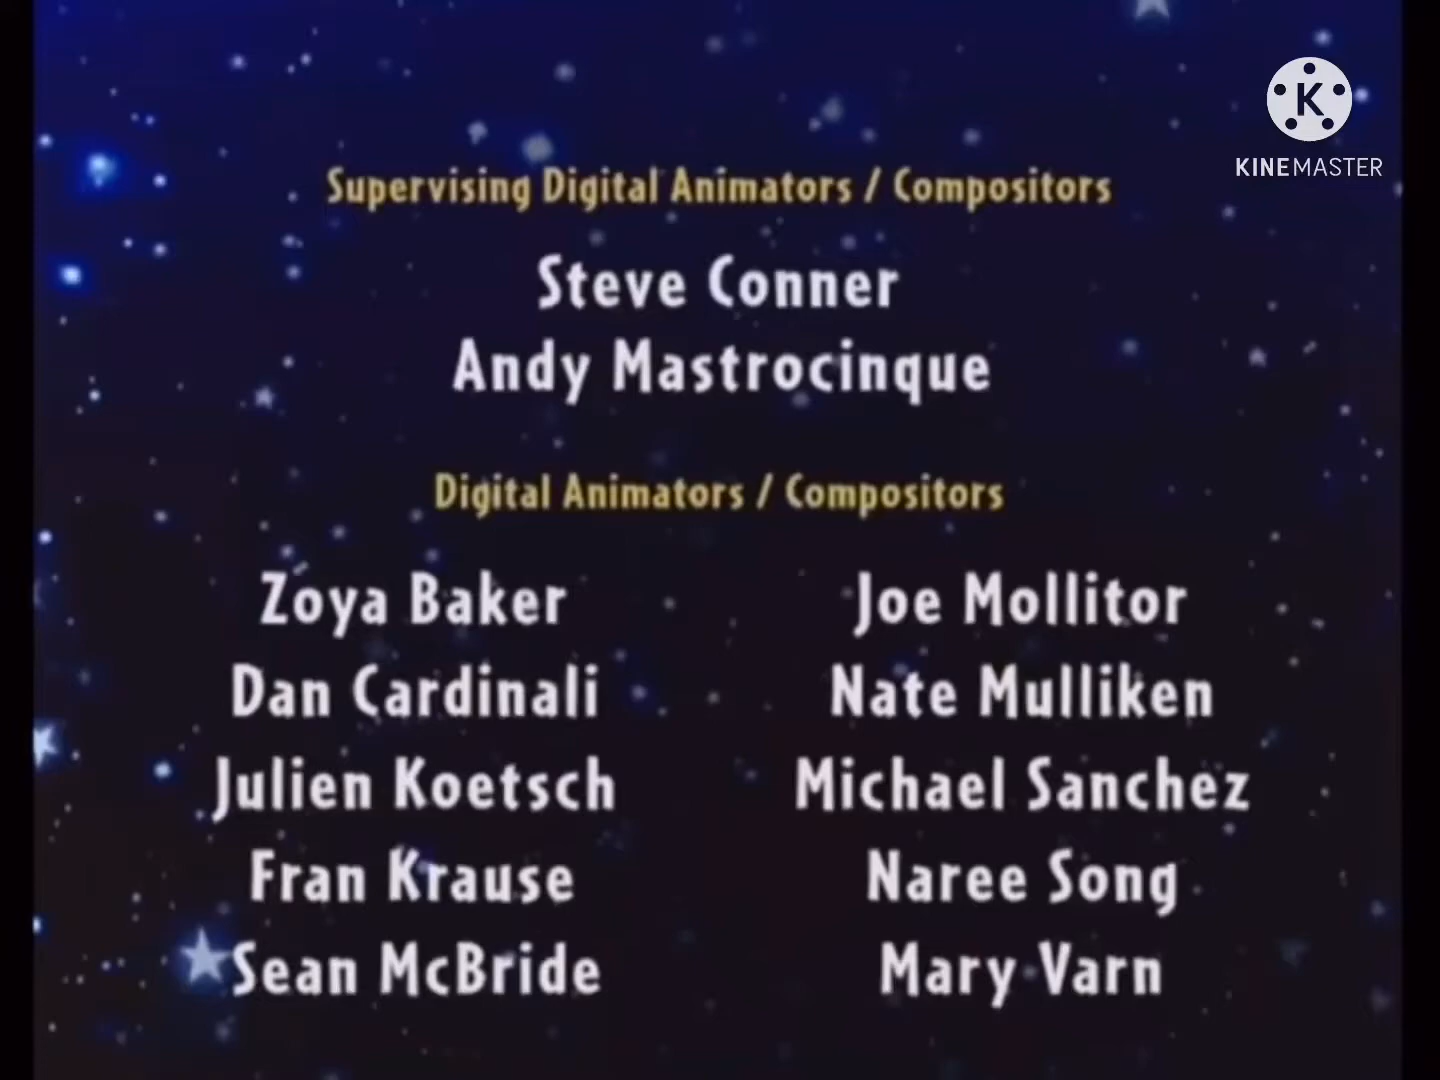 K
KINEMASTER
Supervising Digital Animators / Compositors
Steve Conner
Andy Mastrocinque
Digital Animators / Compositors
Zoya Baker
Joe Mollitor
Dan Cardinali
Nate Mulliken
Julien Koetsch
Michael Sanchez
Fran Krause
Naree Song
Sean McBride
Mary Varn